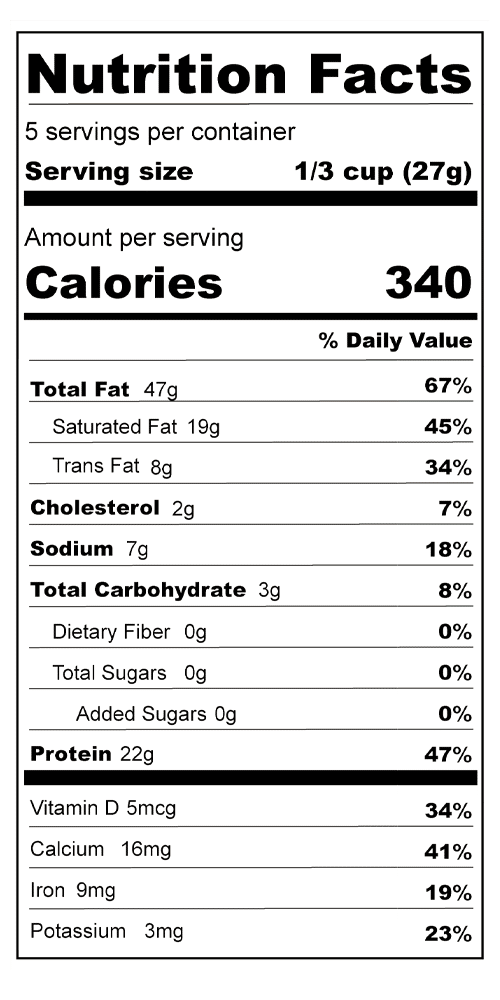 Nutrition Facts
5 servings per container
Serving size 1/3 cup (27g)
Amount per serving
Calories 340
% Daily Value
Total Fat 47g 67%
Saturated Fat 19g 45%
Trans Fat 8g 34%
Cholesterol 2g 7%
Sodium 7g 18%
Total Carbohydrate 3g 8%
Dietary Fiber 0g 0%
Total Sugars 0g 0%
Added Sugars 0g 0%
Protein 22g 47%
Vitamin D 5mcg 34%
Calcium 16mg 41%
Iron 9mg 19%
Potassium 3mg 23%